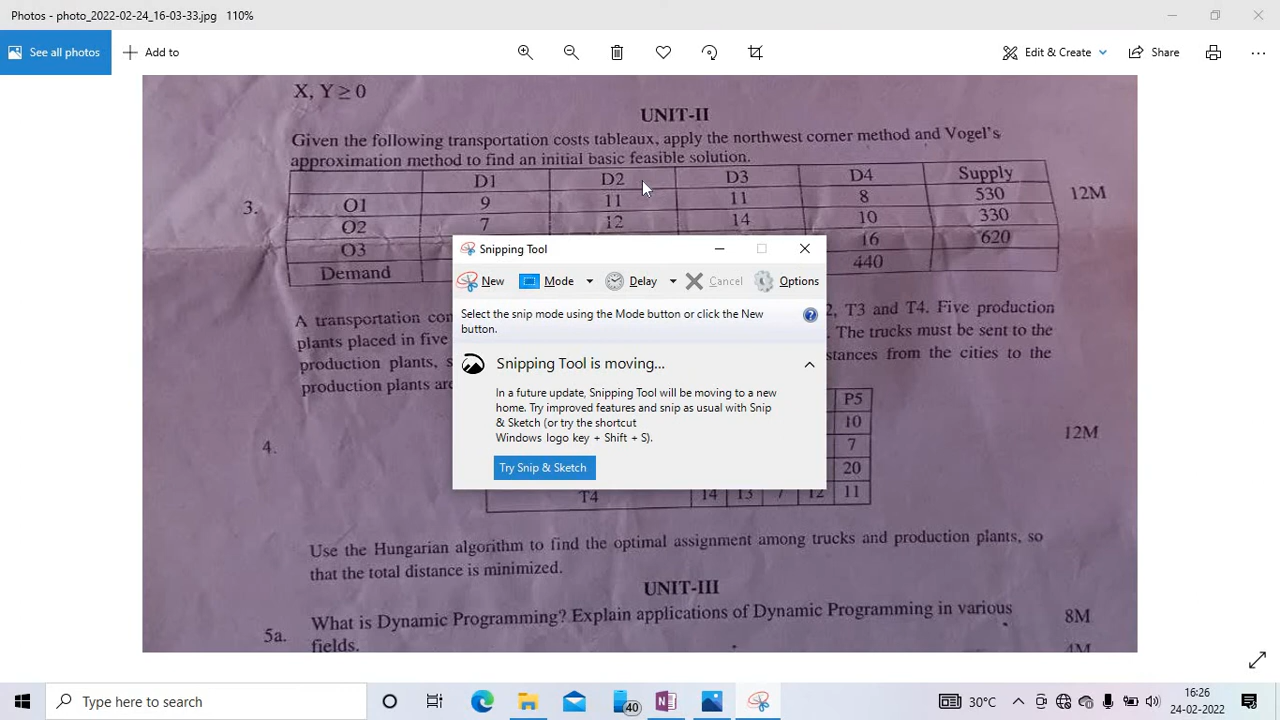 Photos - photo_2022-02-24_16-03-33.jpg 110%
See all photos Add to Edit & Create Share
X, Y ≥ 0
UNIT-II
Given the following transportation costs tableaux, apply the northwest corner method and Vogel's
approximation method to find an initial basic feasible solution.
D1 D2 D3 D4 Supply
3. O1 9 11 11 8 530 12M
O2 7 12 14 10 330
O3 16 620
Demand 440
Snipping Tool
New Mode Delay Cancel Options
Select the snip mode using the Mode button or click the New
button.
Snipping Tool is moving...
In a future update, Snipping Tool will be moving to a new
home. Try improved features and snip as usual with Snip
& Sketch (or try the shortcut
Windows logo key + Shift + S).
Try Snip & Sketch
A transportation 2, T3 and T4. Five production
plants placed in five The trucks must be sent to the
production plants, from the cities to the
production plants
P5
10
4. 7 12M
20
T4 14 13 7 12 11
Use the Hungarian algorithm to find the optimal assignment among trucks and production plants, so
that the total distance is minimized.
UNIT-III
5a. What is Dynamic Programming? Explain applications of Dynamic Programming in various 8M
fields.
Type here to search 40 30°C 16:26
24-02-2022